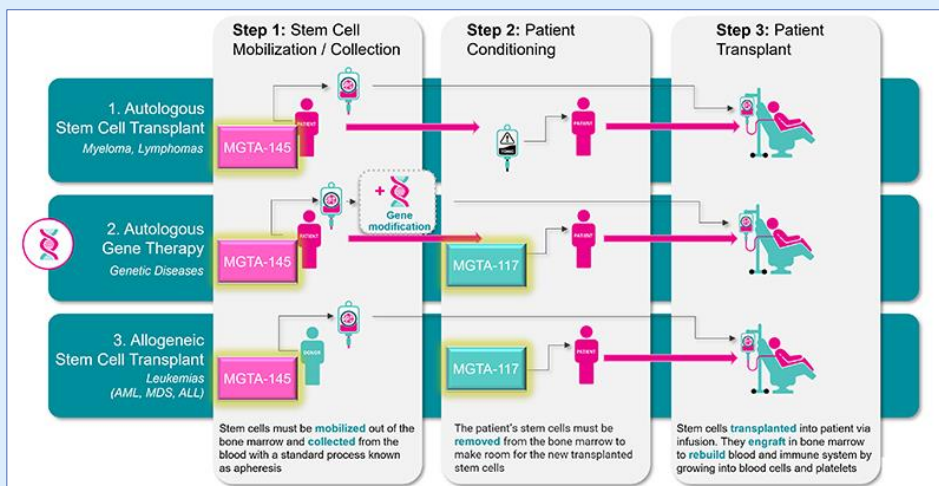 Step 1: Stem Cell
Mobilization / Collection
Step 2: Patient
Conditioning
Step 3: Patient
Transplant
1. Autologous
Stem Cell Transplant
Myeloma, Lymphomas
MGTA-145
PATIENT
TOXIC
PATIENT
2. Autologous
Gene Therapy
Genetic Diseases
MGTA-145
PATIENT
+
Gene
modification
MGTA-117
PATIENT
3. Allogeneic
Stem Cell Transplant
Leukemias
(AML, MDS, ALL)
MGTA-145
DONOR
MGTA-117
PATIENT
Stem cells must be mobilized out of the
bone marrow and collected from the
blood with a standard process known
as apheresis
The patient's stem cells must be
removed from the bone marrow to
make room for the new transplanted
stem cells
Stem cells transplanted into patient via
infusion. They engraft in bone marrow
to rebuild blood and immune system by
growing into blood cells and platelets